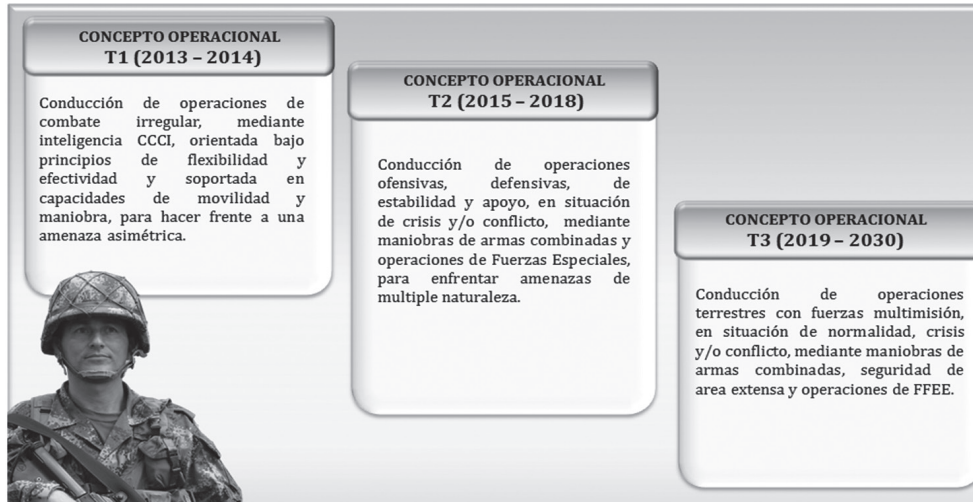 CONCEPTO OPERACIONAL
T1 (2013 – 2014)
Conducción de operaciones de
combate irregular, mediante
inteligencia CCCI, orientada bajo
principios de flexibilidad y
efectividad y soportada en
capacidades de movilidad y
maniobra, para hacer frente a una
amenaza asimétrica.
CONCEPTO OPERACIONAL
T2 (2015 – 2018)
Conducción de operaciones
ofensivas, defensivas, de
estabilidad y apoyo, en situación
de crisis y/o conflicto, mediante
maniobras de armas combinadas y
operaciones de Fuerzas Especiales,
para enfrentar amenazas de
multiple naturaleza.
CONCEPTO OPERACIONAL
T3 (2019 – 2030)
Conducción de operaciones
terrestres con fuerzas multimisión,
en situación de normalidad, crisis
y/o conflicto, mediante maniobras de
armas combinadas, seguridad de
area extensa y operaciones de FFEE.